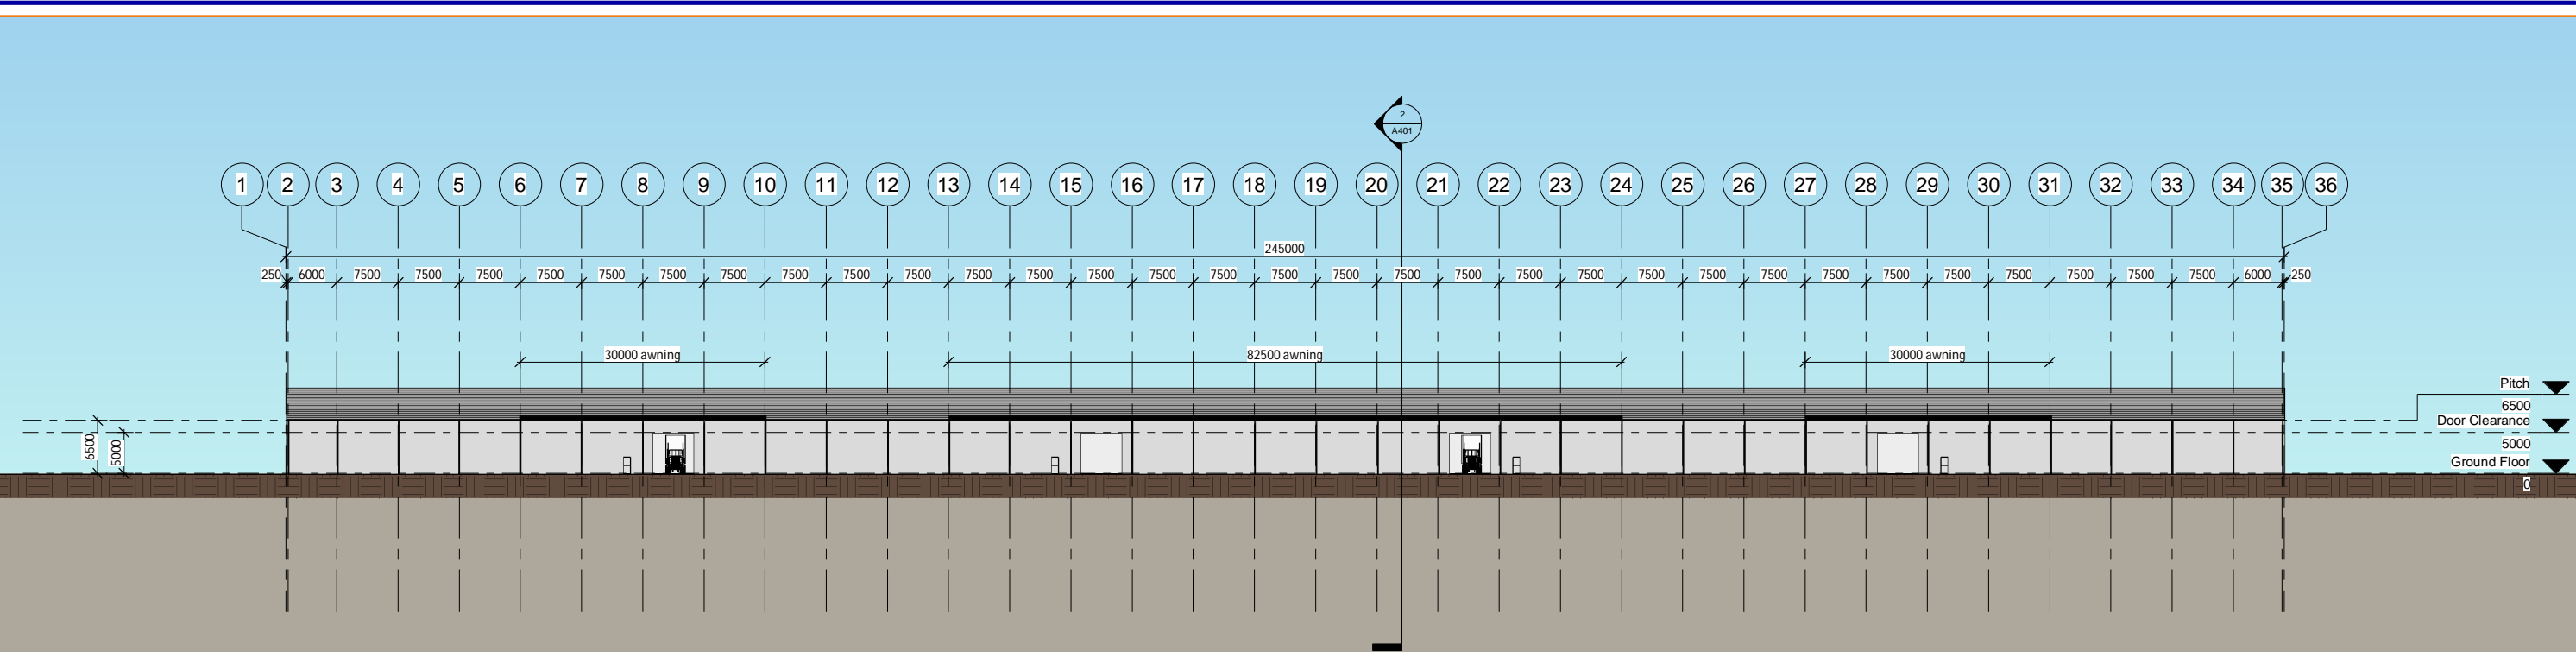 2
A401
1 2 3 4 5 6 7 8 9 10 11 12 13 14 15 16 17 18 19 20 21 22 23 24 25 26 27 28 29 30 31 32 33 34 35 36
245000
250 6000 7500 7500 7500 7500 7500 7500 7500 7500 7500 7500 7500 7500 7500 7500 7500 7500 7500 7500 7500 7500 7500 7500 7500 7500 7500 7500 7500 7500 7500 7500 7500 6000 250
30000 awning 82500 awning 30000 awning
Pitch
6500
Door Clearance
5000
Ground Floor
0
6500
5000